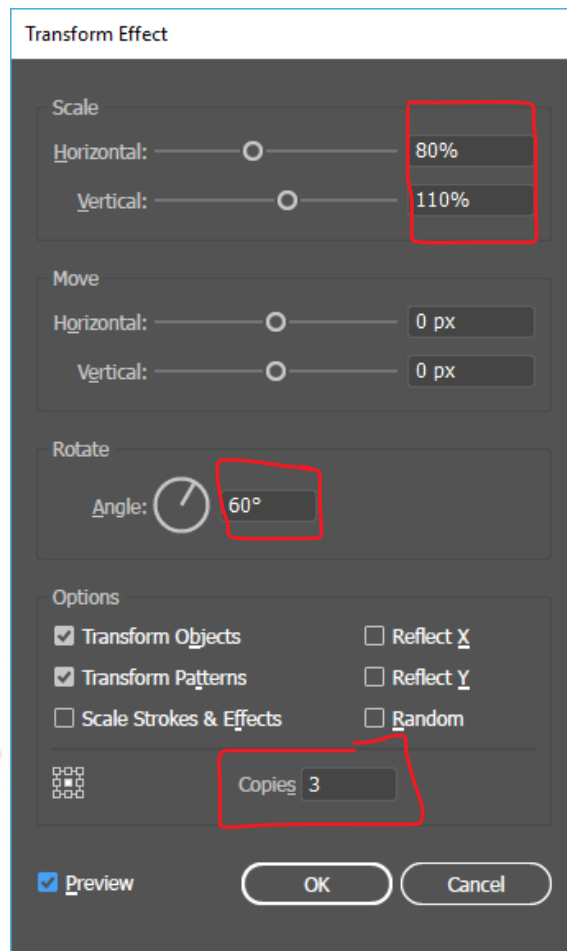 Transform Effect
Scale
Horizontal: 80%
Vertical: 110%
Move
Horizontal: 0 px
Vertical: 0 px
Rotate
Angle: 60°
Options
Transform Objects Reflect X
Transform Patterns Reflect Y
Scale Strokes & Effects Random
Copies 3
Preview OK Cancel